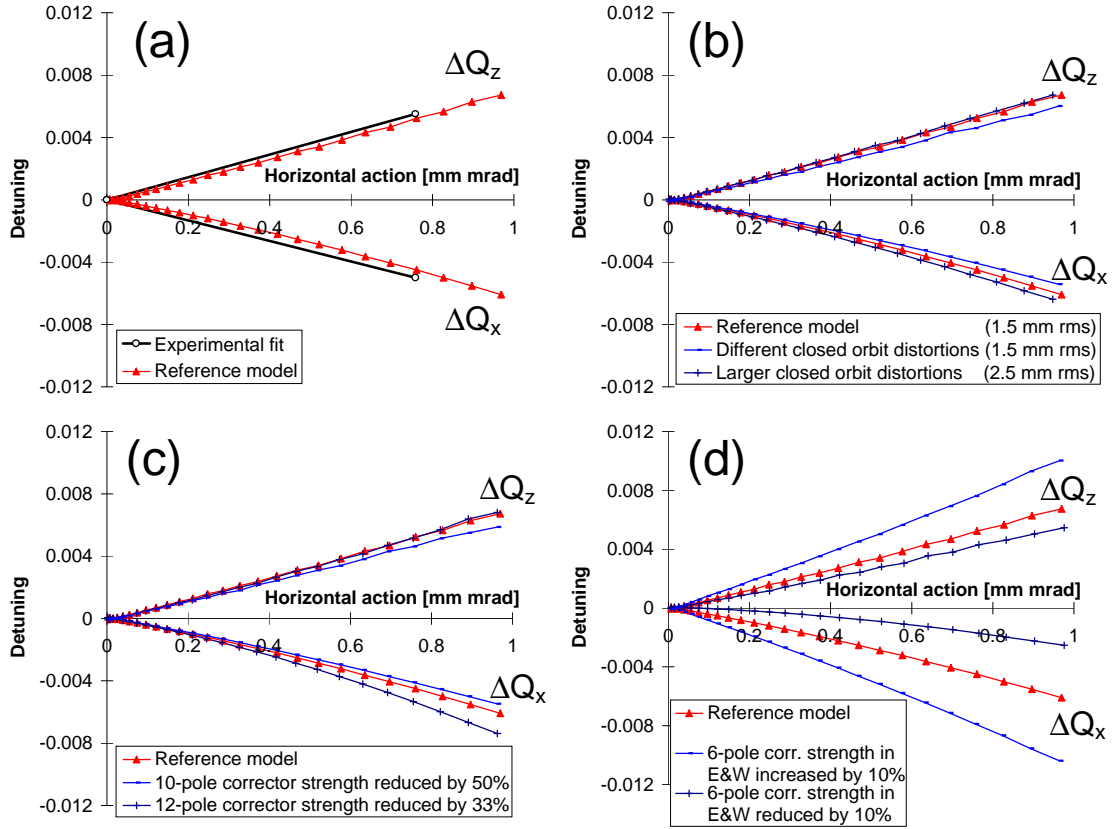 (a)
0.012
0.008
0.004
0
-0.004
-0.008
-0.012
Detuning
ΔQz
Horizontal action [mm mrad]
0 0.2 0.4 0.6 0.8 1
ΔQx
Experimental fit
Reference model
(b)
0.012
0.008
0.004
0
-0.004
-0.008
-0.012
Detuning
ΔQz
Horizontal action [mm mrad]
0 0.2 0.4 0.6 0.8 1
ΔQx
Reference model (1.5 mm rms)
Different closed orbit distortions (1.5 mm rms)
Larger closed orbit distortions (2.5 mm rms)
(c)
0.012
0.008
0.004
0
-0.004
-0.008
-0.012
Detuning
ΔQz
Horizontal action [mm mrad]
0 0.2 0.4 0.6 0.8 1
ΔQx
Reference model
10-pole corrector strength reduced by 50%
12-pole corrector strength reduced by 33%
(d)
0.012
0.008
0.004
0
-0.004
-0.008
-0.012
Detuning
ΔQz
Horizontal action [mm mrad]
0 0.2 0.4 0.6 0.8 1
ΔQx
Reference model
6-pole corr. strength in
E&W increased by 10%
6-pole corr. strength in
E&W reduced by 10%